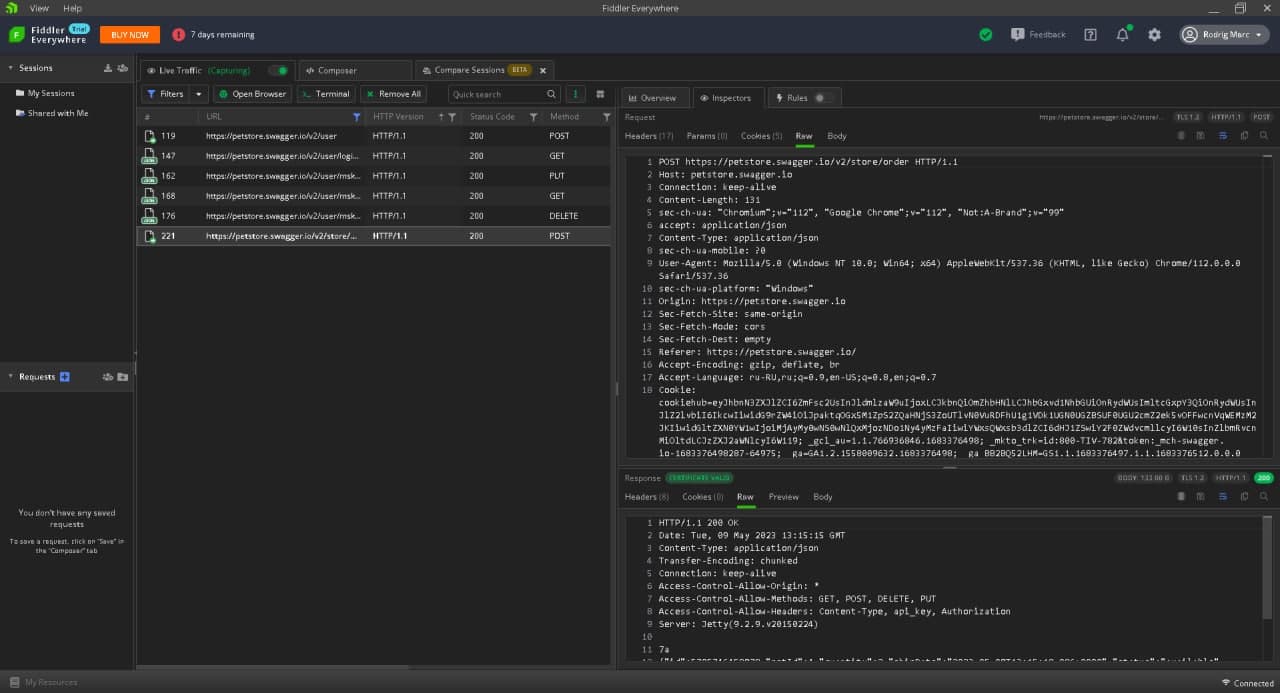 View Help
Fiddler Everywhere
Fiddler Trial
Everywhere
BUY NOW
7 days remaining
Feedback
Rodrig Marc
Sessions
My Sessions
Shared with Me
Requests
You don't have any saved
requests
To save a request, click on "Save" in
the "Composer" tab
My Resources
Live Traffic (Capturing)
Composer
Compare Sessions BETA
Filters
Open Browser
Terminal
Remove All
Quick search
# URL HTTP Version Status Code Method
119 https://petstore.swagger.io/v2/user HTTP/1.1 200 POST
147 https://petstore.swagger.io/v2/user/logi... HTTP/1.1 200 GET
162 https://petstore.swagger.io/v2/user/msk... HTTP/1.1 200 PUT
168 https://petstore.swagger.io/v2/user/msk... HTTP/1.1 200 GET
176 https://petstore.swagger.io/v2/user/msk... HTTP/1.1 200 DELETE
221 https://petstore.swagger.io/v2/store/... HTTP/1.1 200 POST
Overview Inspectors Rules
Request https://petstore.swagger.io/v2/store/... TLS 1.2 HTTP/1.1 POST
Headers (17) Params (0) Cookies (5) Raw Body
1 POST https://petstore.swagger.io/v2/store/order HTTP/1.1
2 Host: petstore.swagger.io
3 Connection: keep-alive
4 Content-Length: 131
5 sec-ch-ua: "Chromium";v="112", "Google Chrome";v="112", "Not:A-Brand";v="99"
6 accept: application/json
7 Content-Type: application/json
8 sec-ch-ua-mobile: ?0
9 User-Agent: Mozilla/5.0 (Windows NT 10.0; Win64; x64) AppleWebKit/537.36 (KHTML, like Gecko) Chrome/112.0.0.0
Safari/537.36
10 sec-ch-ua-platform: "Windows"
11 Origin: https://petstore.swagger.io
12 Sec-Fetch-Site: same-origin
13 Sec-Fetch-Mode: cors
14 Sec-Fetch-Dest: empty
15 Referer: https://petstore.swagger.io/
16 Accept-Encoding: gzip, deflate, br
17 Accept-Language: ru-RU,ru;q=0.9,en-US;q=0.8,en;q=0.7
18 Cookie:
io-1683376498287-64975; _ga=GA1.2.1558009632.1683376498; _ga_BB2BQ52LHM=GS1.1.1683376497.1.1.1683376512.0.0.0
Response CERTIFICATE VALID BODY: 133.00 B TLS 1.2 HTTP/1.1 200
Headers (8) Cookies (0) Raw Preview Body
1 HTTP/1.1 200 OK
2 Date: Tue, 09 May 2023 13:15:15 GMT
3 Content-Type: application/json
4 Transfer-Encoding: chunked
5 Connection: keep-alive
6 Access-Control-Allow-Origin: *
7 Access-Control-Allow-Methods: GET, POST, DELETE, PUT
8 Access-Control-Allow-Headers: Content-Type, api_key, Authorization
9 Server: Jetty(9.2.9.v20150224)
10
11 7a
Connected